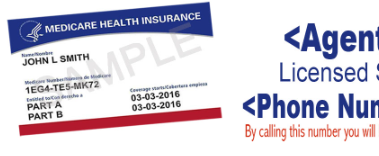 MEDICARE HEALTH INSURANCE
Name/Nombre
JOHN L SMITH
Medicare Number/Número de Medicare
1EG4-TE5-MK72
Entitled to/Con derecho a
Coverage starts/Cobertura empieza
PART A
03-03-2016
PART B
03-03-2016
SAMPLE
<Agent
Licensed S
<Phone Num
By calling this number you will